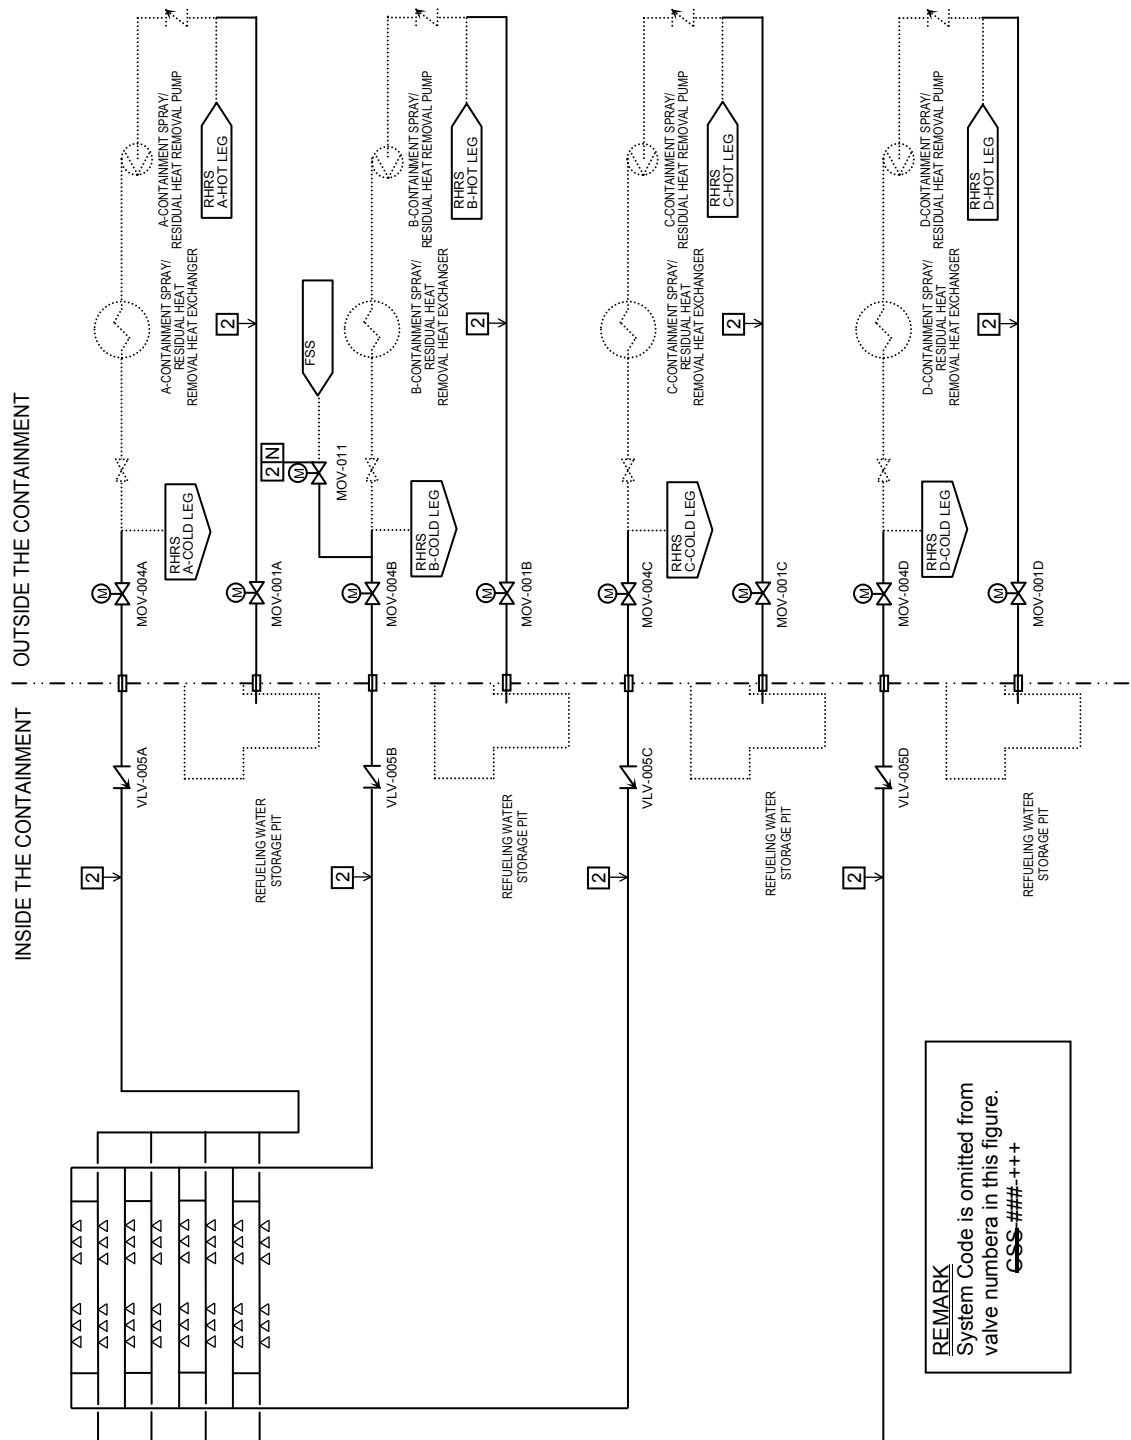 OUTSIDE THE CONTAINMENT
INSIDE THE CONTAINMENT
A-CONTAINMENT SPRAY/
RESIDUAL HEAT REMOVAL PUMP
RHRS
A-HOT LEG
A-CONTAINMENT SPRAY/
RESIDUAL HEAT
REMOVAL HEAT EXCHANGER
2
RHRS
A-COLD LEG
M
MOV-004A
M
MOV-001A
VLV-005A
2
REFUELING WATER
STORAGE PIT
B-CONTAINMENT SPRAY/
RESIDUAL HEAT REMOVAL PUMP
RHRS
B-HOT LEG
B-CONTAINMENT SPRAY/
RESIDUAL HEAT
REMOVAL HEAT EXCHANGER
2
FSS
2 N
M
MOV-011
RHRS
B-COLD LEG
M
MOV-004B
M
MOV-001B
VLV-005B
2
REFUELING WATER
STORAGE PIT
C-CONTAINMENT SPRAY/
RESIDUAL HEAT REMOVAL PUMP
RHRS
C-HOT LEG
C-CONTAINMENT SPRAY/
RESIDUAL HEAT
REMOVAL HEAT EXCHANGER
2
RHRS
C-COLD LEG
M
MOV-004C
M
MOV-001C
VLV-005C
2
REFUELING WATER
STORAGE PIT
D-CONTAINMENT SPRAY/
RESIDUAL HEAT REMOVAL PUMP
RHRS
D-HOT LEG
D-CONTAINMENT SPRAY/
RESIDUAL HEAT
REMOVAL HEAT EXCHANGER
2
RHRS
D-COLD LEG
M
MOV-004D
M
MOV-001D
VLV-005D
2
REFUELING WATER
STORAGE PIT
REMARK
System Code is omitted from
valve numbera in this figure.
CSS-###-+++